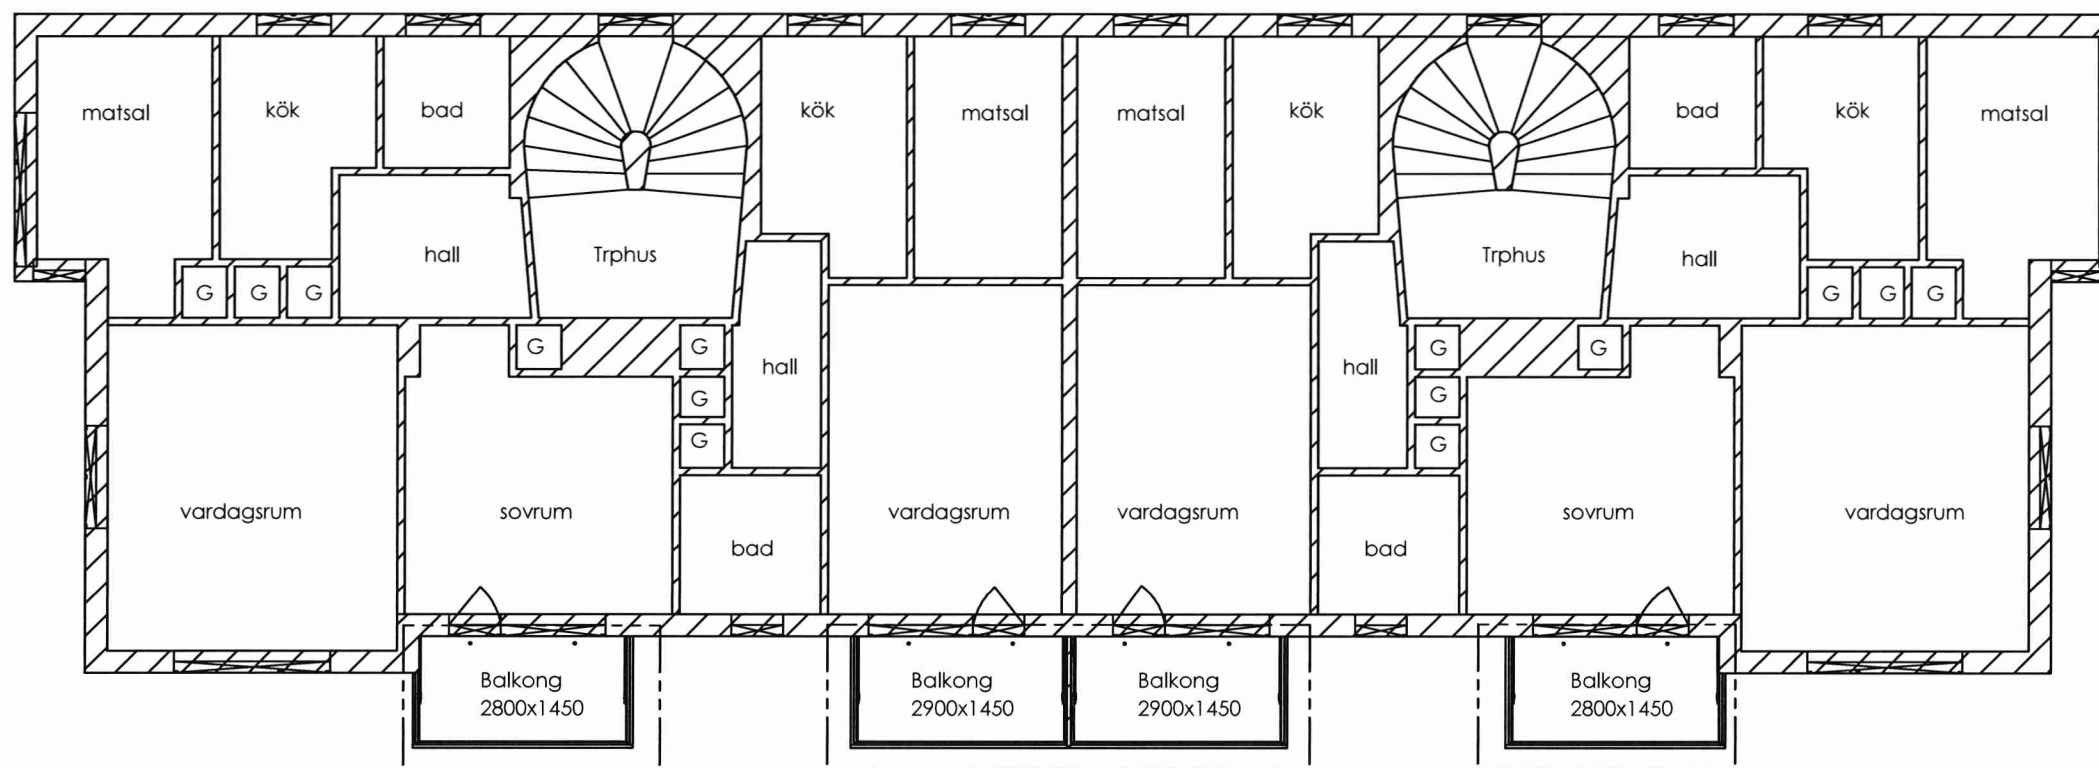 matsal
kök
bad
kök
matsal
matsal
kök
bad
kök
matsal
hall
Trphus
Trphus
hall
G
G
G
G
G
G
G
G
hall
hall
G
G
G
G
G
G
vardagsrum
sovrum
vardagsrum
vardagsrum
sovrum
vardagsrum
bad
bad
Balkong
2800x1450
Balkong
2900x1450
Balkong
2900x1450
Balkong
2800x1450